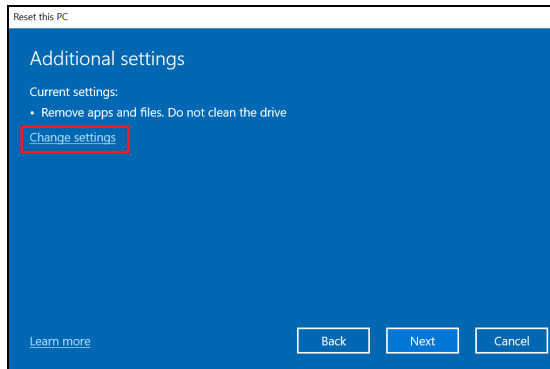 Reset this PC
Additional settings
Current settings:
• Remove apps and files. Do not clean the drive
Change settings
Learn more
Back
Next
Cancel